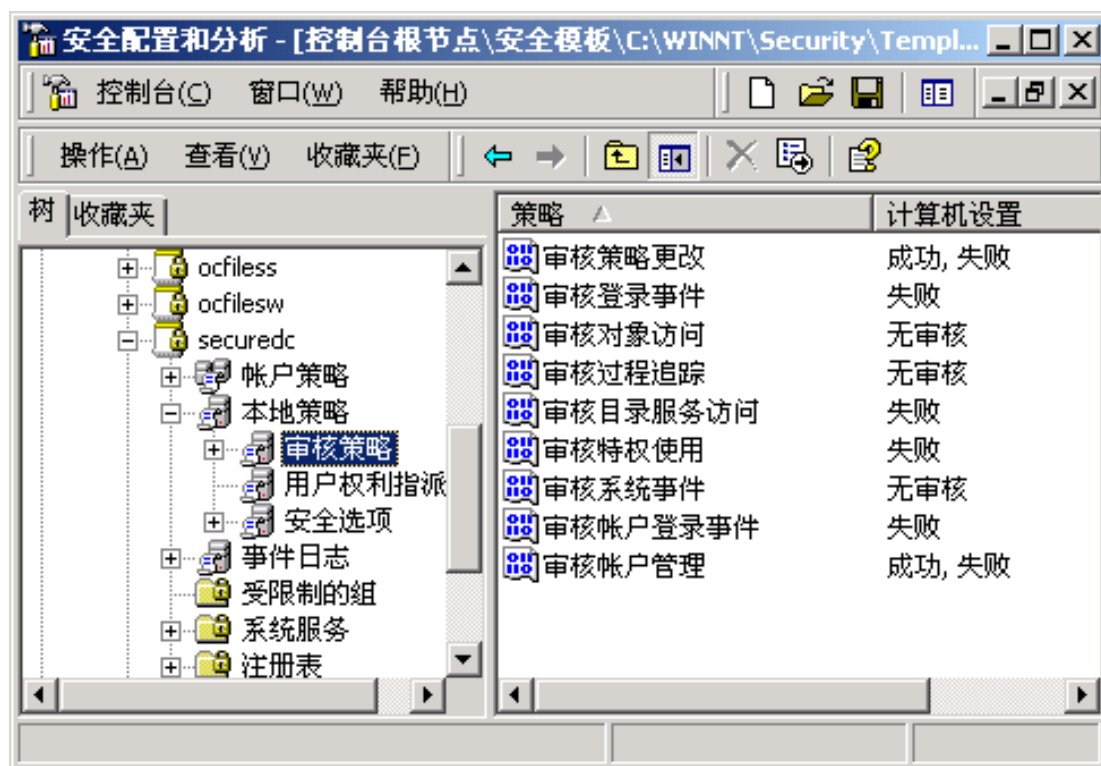 安全配置和分析 - [控制台根节点\安全模板\C:\WINNT\Security\Templ...
控制台(C) 窗口(W) 帮助(H)
操作(A) 查看(V) 收藏夹(F)
树 收藏夹
ocfiless
ocfilesw
securedc
帐户策略
本地策略
审核策略
用户权利指派
安全选项
事件日志
受限制的组
系统服务
注册表
策略 计算机设置
审核策略更改 成功, 失败
审核登录事件 失败
审核对象访问 无审核
审核过程追踪 无审核
审核目录服务访问 失败
审核特权使用 失败
审核系统事件 无审核
审核帐户登录事件 失败
审核帐户管理 成功, 失败